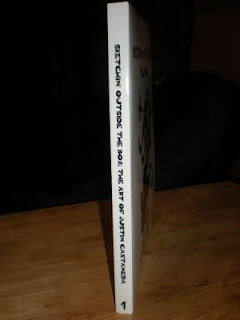 SKETCHIN' OUTSIDE THE BOX: THE ART OF JUSTIN CASTANEDA 1